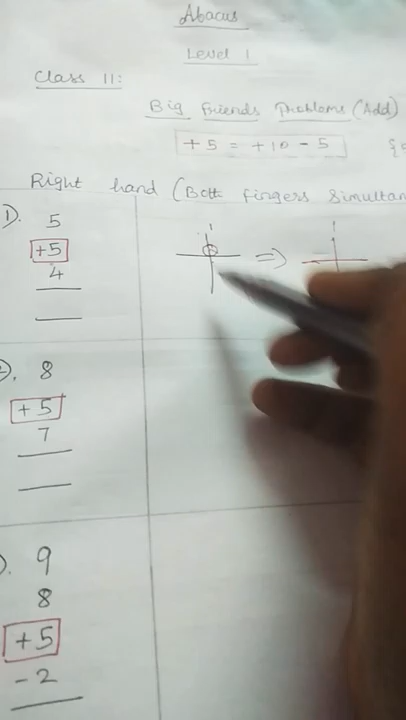 Abacus
Level 1
Class 11:
Big Friends Problems (Add)
+5 = +10 - 5
Right hand (Both fingers Simultan
1).
5
+5
4
2).
8
+5
7
).
9
8
+5
-2